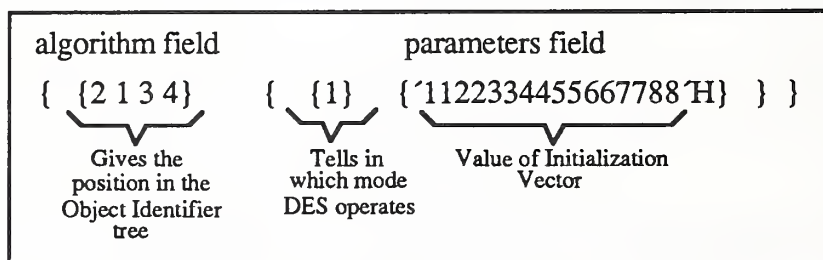 algorithm field parameters field
{ {2 1 3 4} { {1} {´1122334455667788´H} } }
Gives the
position in the
Object Identifier
tree
Tells in
which mode
DES operates
Value of Initialization
Vector